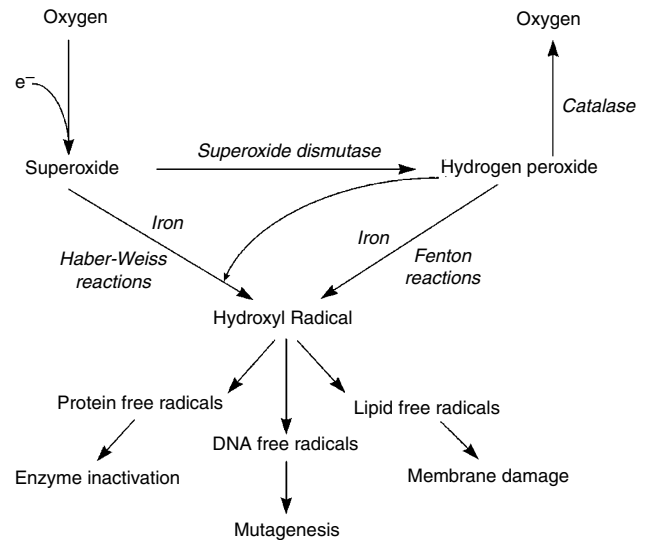 Oxygen
Oxygen
e–
Catalase
Superoxide dismutase
Superoxide
Hydrogen peroxide
Iron
Haber-Weiss
reactions
Iron
Fenton
reactions
Hydroxyl Radical
Protein free radicals
Lipid free radicals
DNA free radicals
Enzyme inactivation
Membrane damage
Mutagenesis